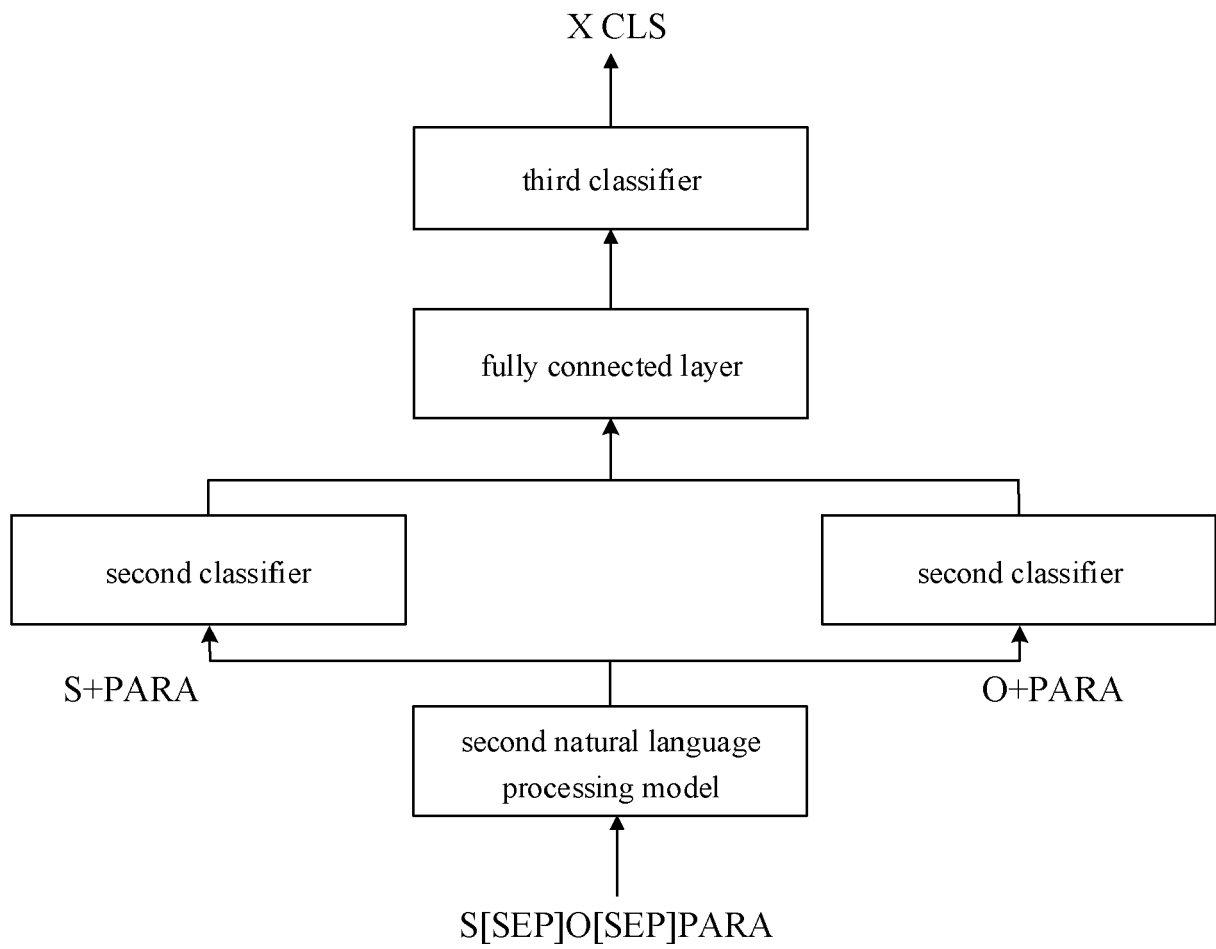 X CLS
third classifier
fully connected layer
second classifier
second classifier
S+PARA
O+PARA
second natural language
processing model
S[SEP]O[SEP]PARA